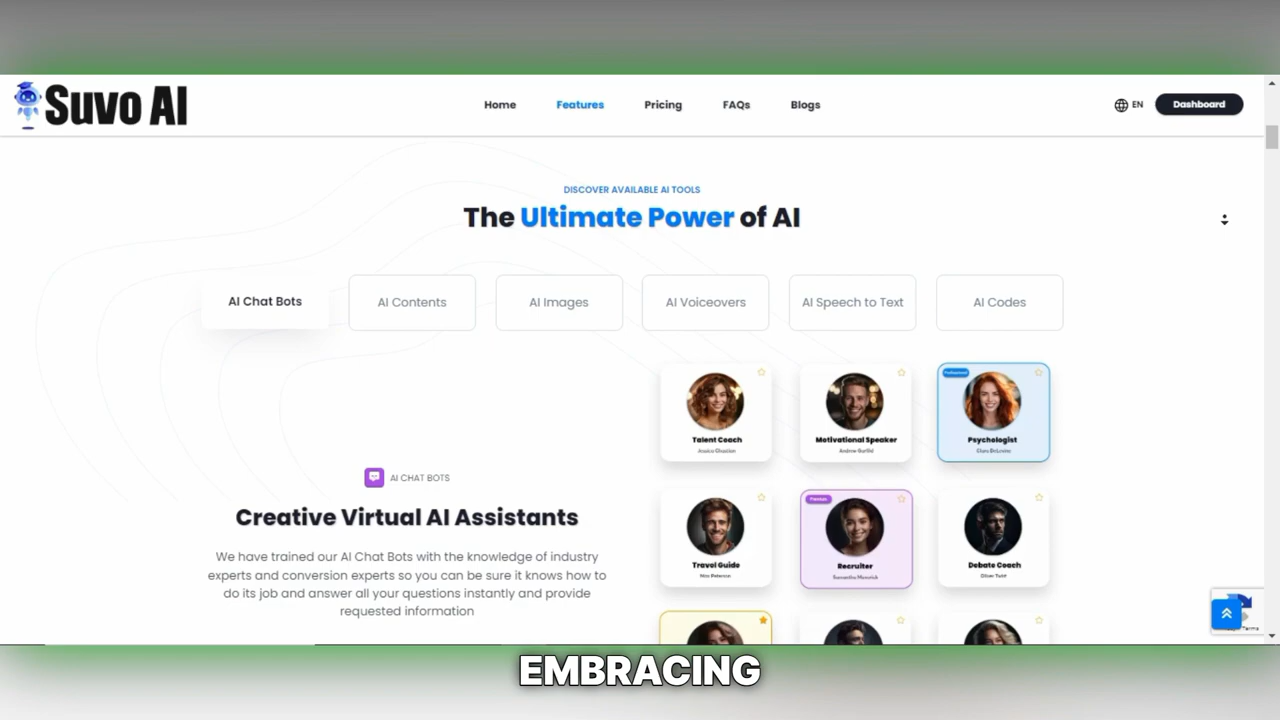 Suvo AI
Home Features Pricing FAQs Blogs
EN Dashboard
DISCOVER AVAILABLE AI TOOLS
The Ultimate Power of AI
AI Chat Bots AI Contents AI Images AI Voiceovers AI Speech to Text AI Codes
Talent Coach
Motivational Speaker
Professional
Psychologist
AI CHAT BOTS
Creative Virtual AI Assistants
We have trained our AI Chat Bots with the knowledge of industry
experts and conversion experts so you can be sure it knows how to
do its job and answer all your questions instantly and provide
requested information
Travel Guide
Premium
Recruiter
Debate Coach
Terms
EMBRACING